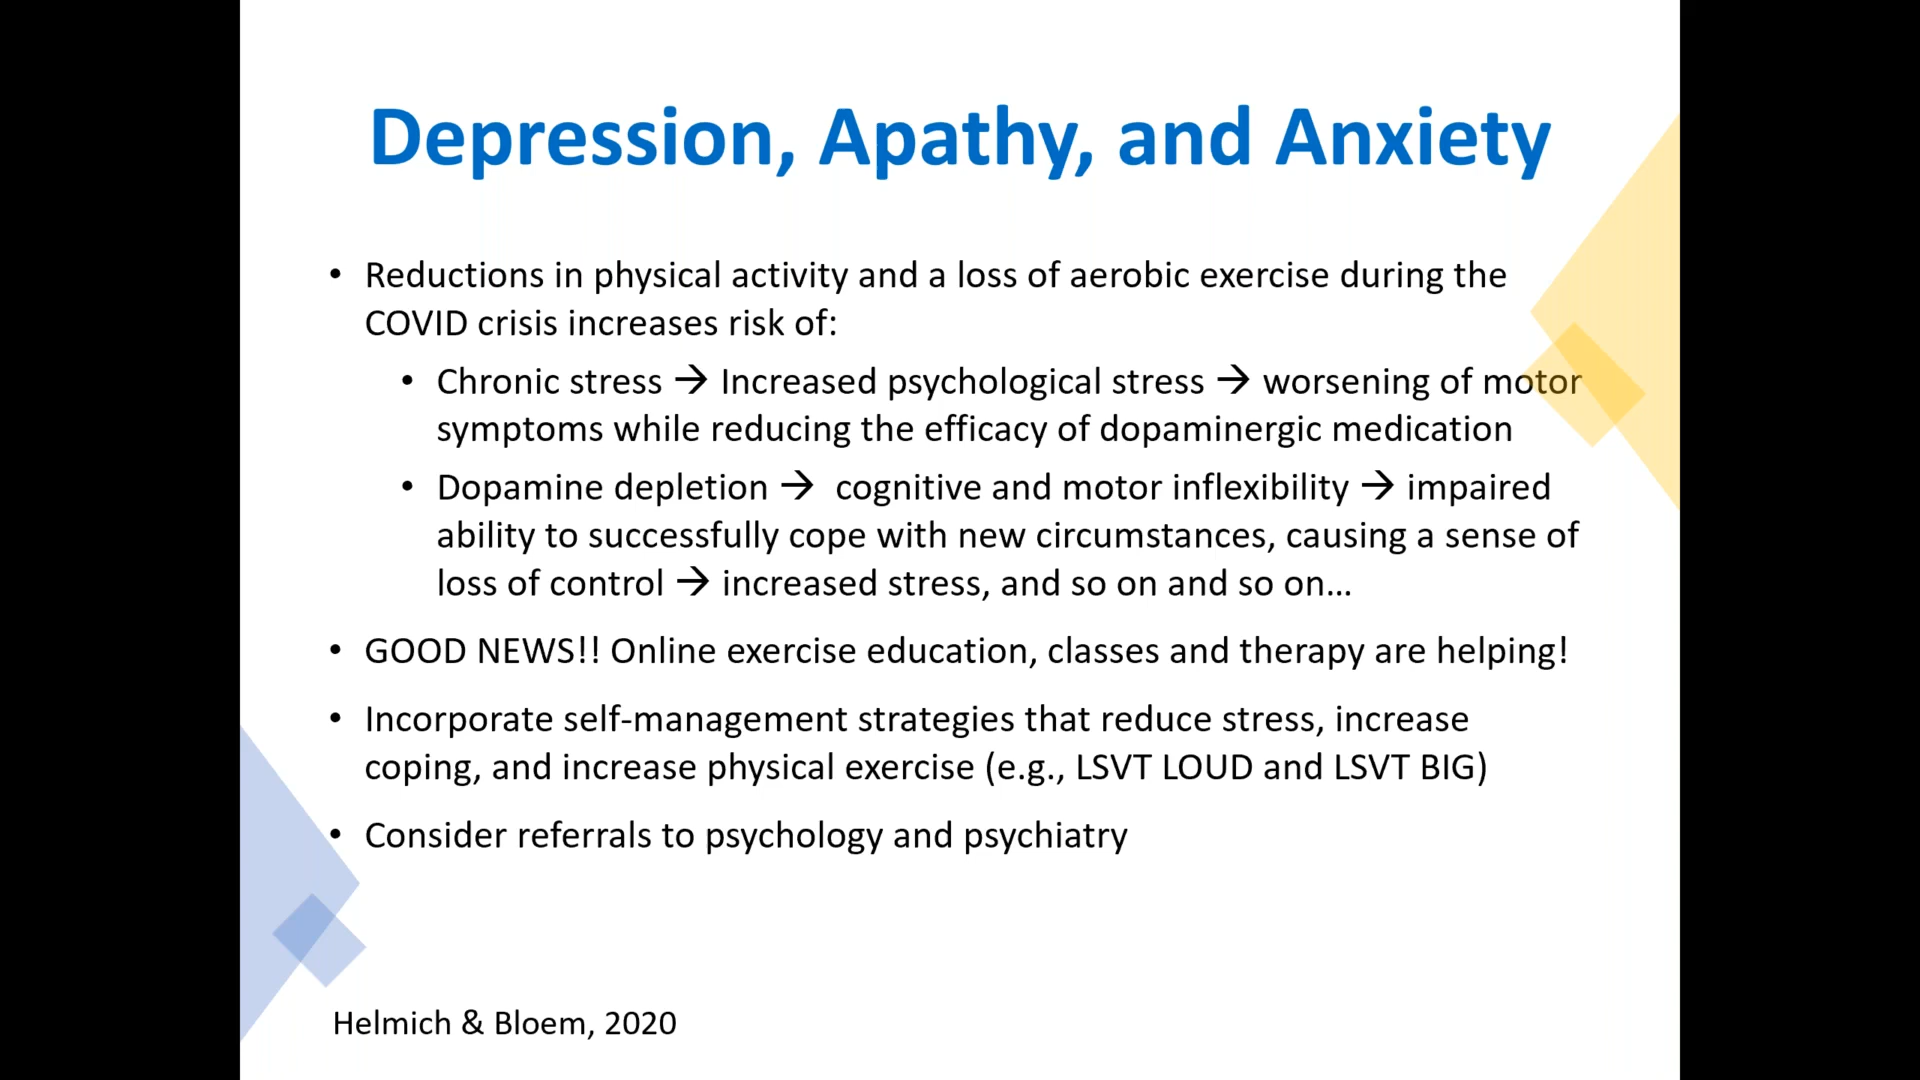 Depression, Apathy, and Anxiety
• Reductions in physical activity and a loss of aerobic exercise during the
COVID crisis increases risk of:
• Chronic stress → Increased psychological stress → worsening of motor
symptoms while reducing the efficacy of dopaminergic medication
• Dopamine depletion → cognitive and motor inflexibility → impaired
ability to successfully cope with new circumstances, causing a sense of
loss of control → increased stress, and so on and so on...
• GOOD NEWS!! Online exercise education, classes and therapy are helping!
• Incorporate self-management strategies that reduce stress, increase
coping, and increase physical exercise (e.g., LSVT LOUD and LSVT BIG)
• Consider referrals to psychology and psychiatry
Helmich & Bloem, 2020